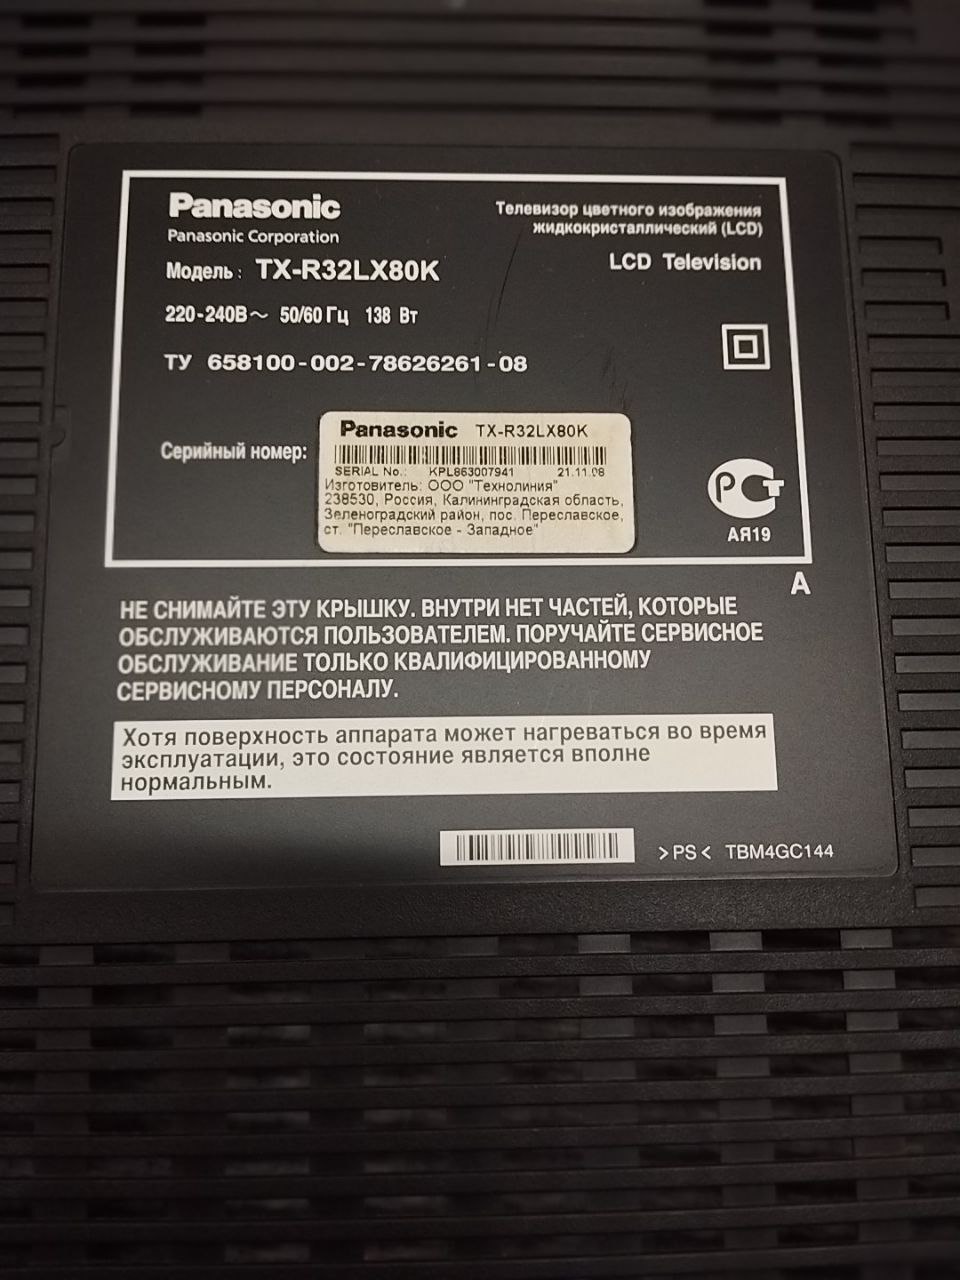 Panasonic
Panasonic Corporation
Телевизор цветного изображения
жидкокристаллический (LCD)
Модель: TX-R32LX80K
LCD Television
220-240В~ 50/60 Гц 138 Вт
ТУ 658100-002-78626261-08
Серийный номер:
Panasonic TX-R32LX80K
SERIAL No.: KPL863007941 21.11.08
Изготовитель: ООО "Технолиния"
238530, Россия, Калининградская область,
Зеленоградский район, пос. Переславское,
ст. "Переславское - Западное"
РСТ
АЯ19
A
НЕ СНИМАЙТЕ ЭТУ КРЫШКУ. ВНУТРИ НЕТ ЧАСТЕЙ, КОТОРЫЕ
ОБСЛУЖИВАЮТСЯ ПОЛЬЗОВАТЕЛЕМ. ПОРУЧАЙТЕ СЕРВИСНОЕ
ОБСЛУЖИВАНИЕ ТОЛЬКО КВАЛИФИЦИРОВАННОМУ
СЕРВИСНОМУ ПЕРСОНАЛУ.
Хотя поверхность аппарата может нагреваться во время
эксплуатации, это состояние является вполне
нормальным.
>PS< TBM4GC144